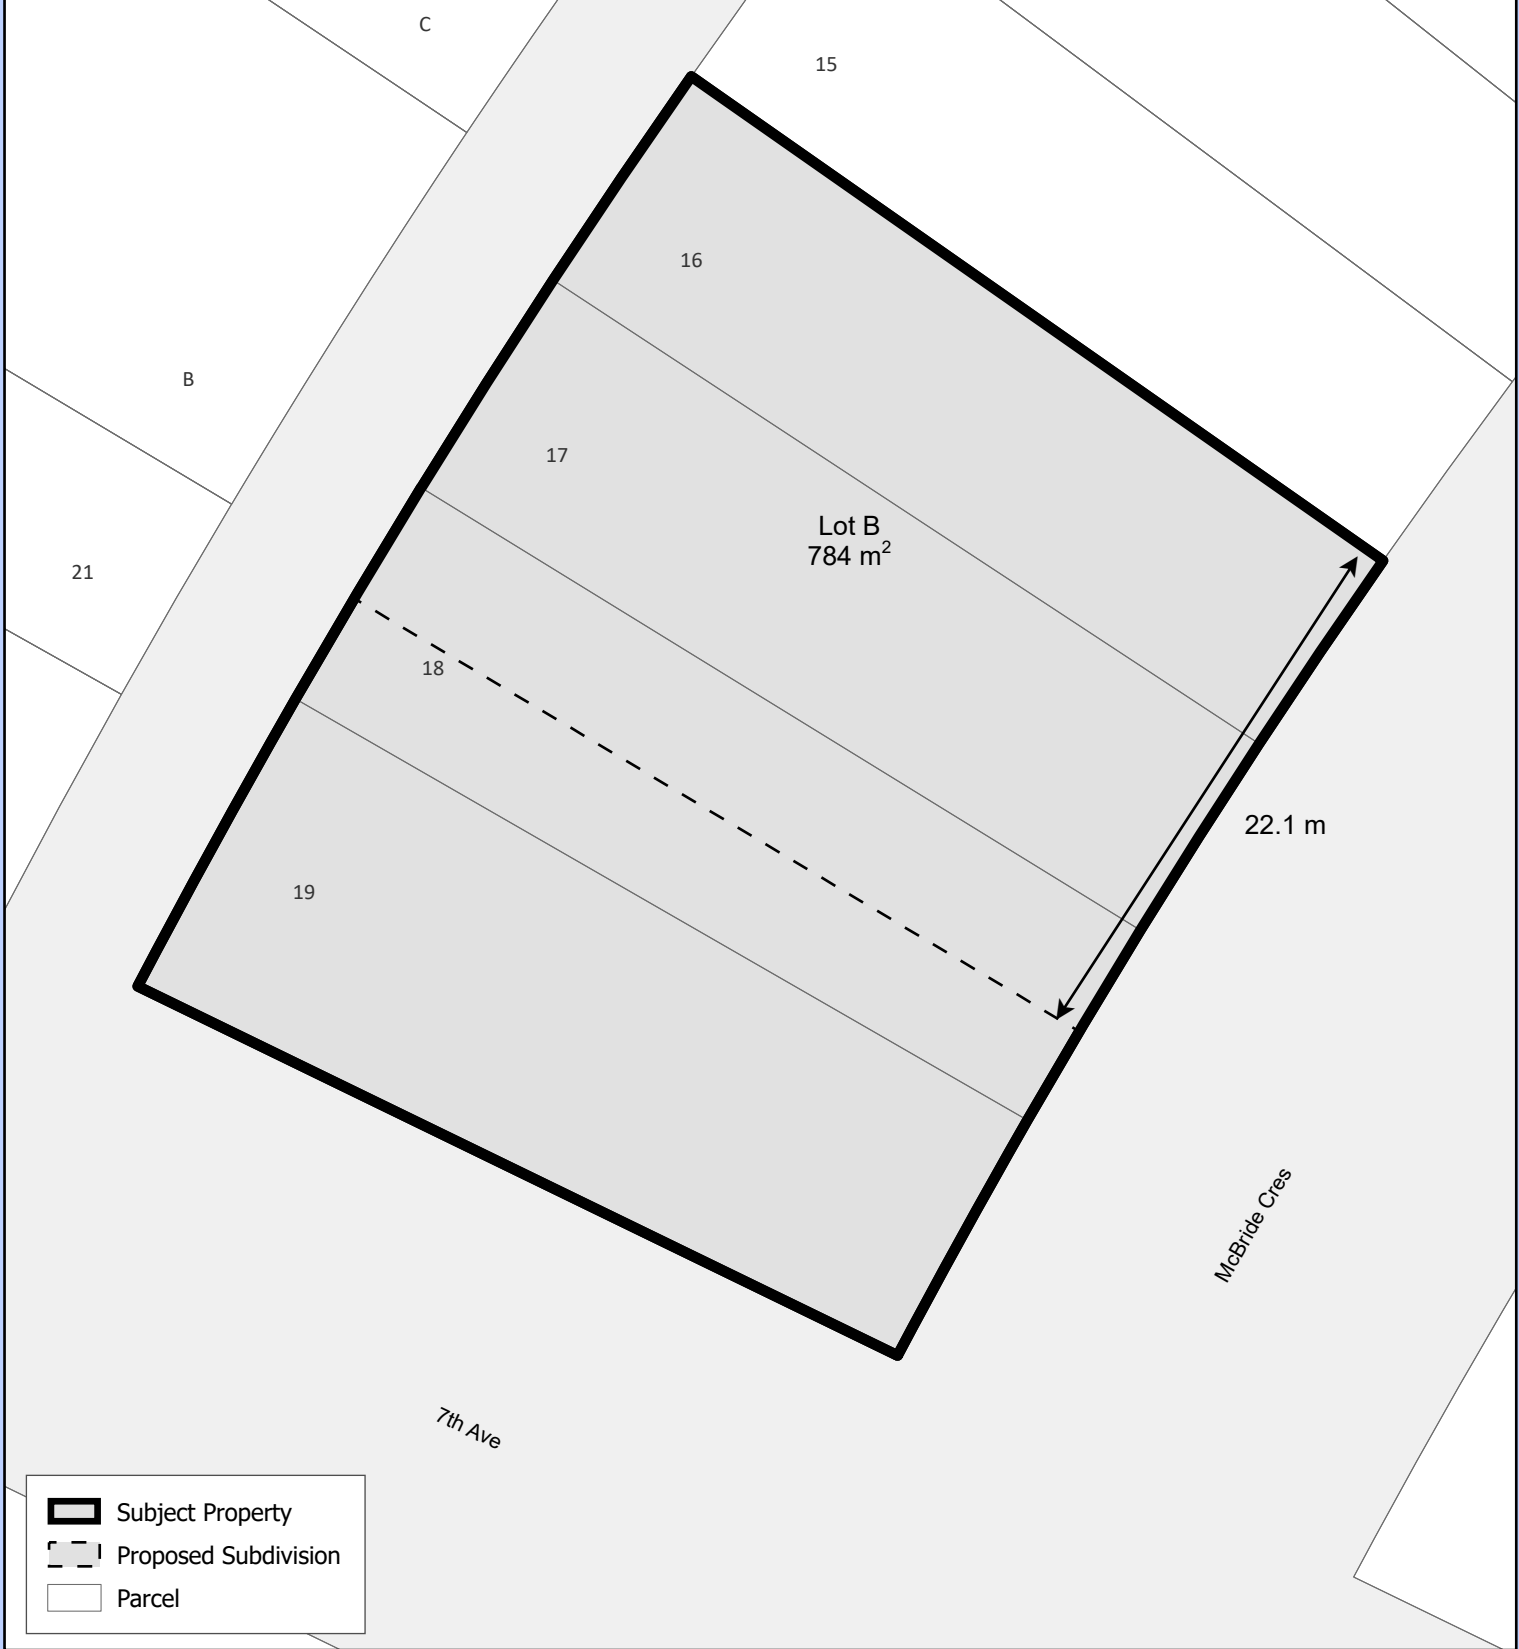 C
15
16
B
17
Lot B
784 m²
21
18
22.1 m
19
McBride Cres
7th Ave
Subject Property
Proposed Subdivision
Parcel